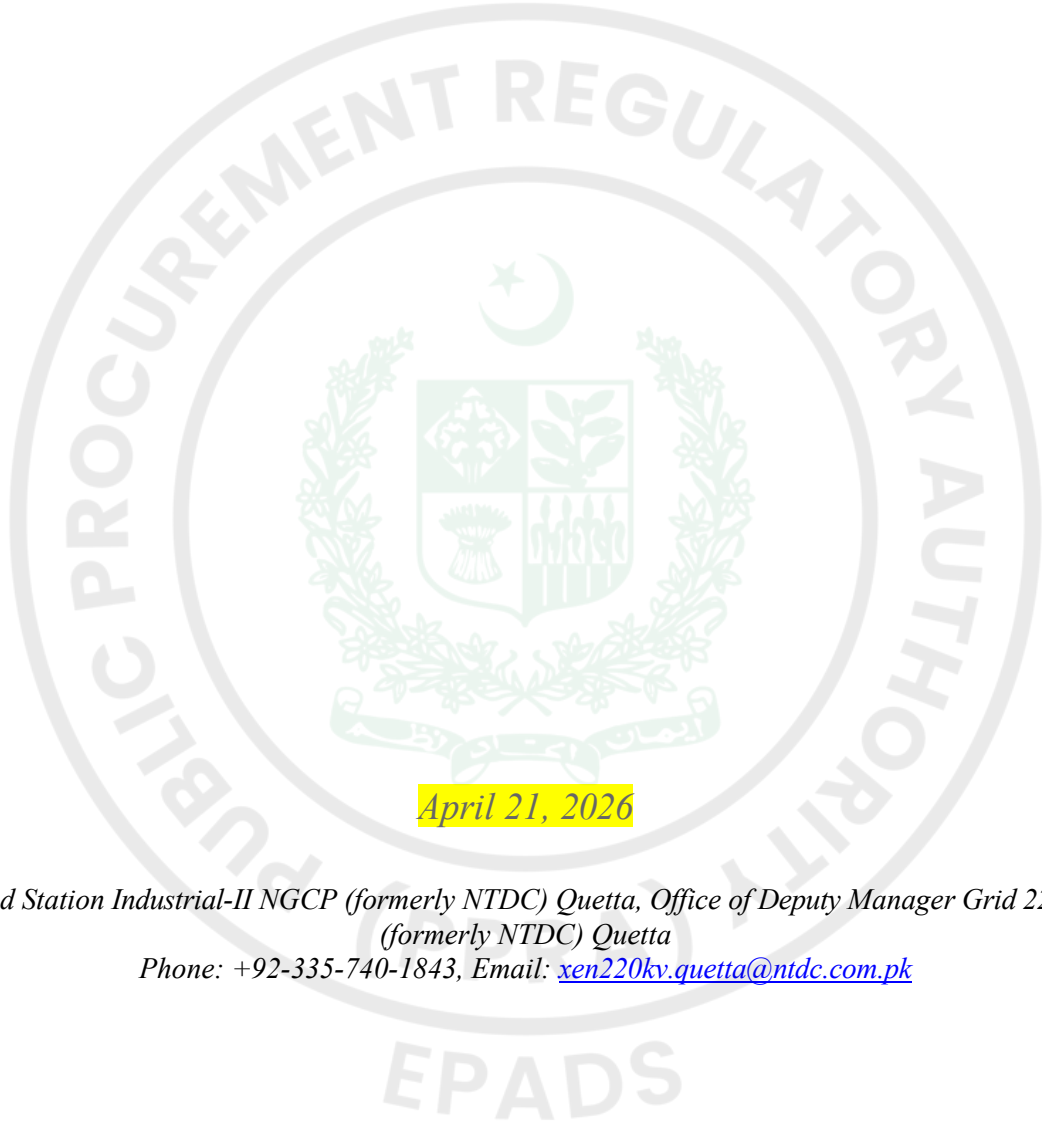 PUBLIC PROCUREMENT REGULATORY AUTHORITY
April 21, 2026
d Station Industrial-II NGCP (formerly NTDC) Quetta, Office of Deputy Manager Grid 22
(formerly NTDC) Quetta
(PPRA)
Phone: +92-335-740-1843, Email: xen220kv.quetta@ntdc.com.pk
EPADS